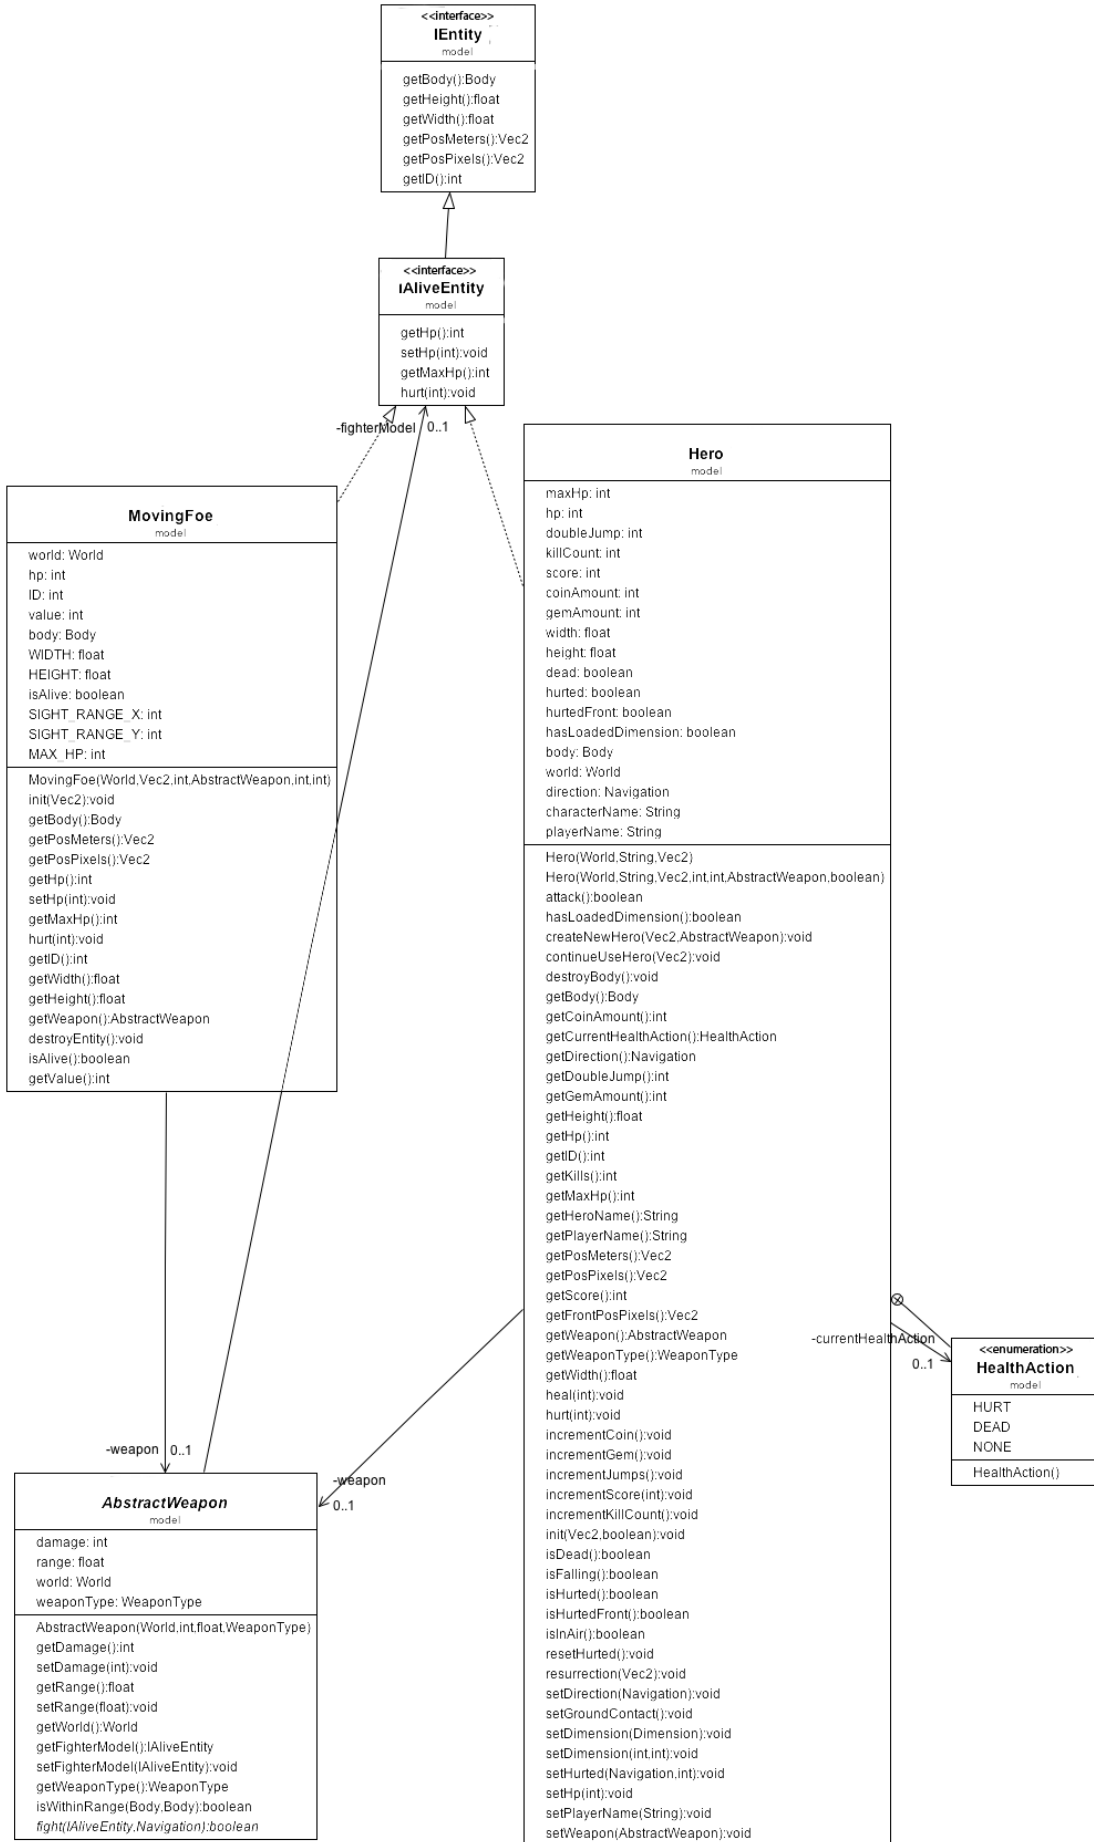 <<interface>>
IEntity
model
getBody():Body
getHeight():float
getWidth():float
getPosMeters():Vec2
getPosPixels():Vec2
getID():int
<<interface>>
IAliveEntity
model
getHp():int
setHp(int):void
getMaxHp():int
hurt(int):void
-fighterModel
0..1
MovingFoe
model
world: World
hp: int
ID: int
value: int
body: Body
WIDTH: float
HEIGHT: float
isAlive: boolean
SIGHT_RANGE_X: int
SIGHT_RANGE_Y: int
MAX_HP: int
MovingFoe(World,Vec2,int,AbstractWeapon,int,int)
init(Vec2):void
getBody():Body
getPosMeters():Vec2
getPosPixels():Vec2
getHp():int
setHp(int):void
getMaxHp():int
hurt(int):void
getID():int
getWidth():float
getHeight():float
getWeapon():AbstractWeapon
destroyEntity():void
isAlive():boolean
getValue():int
Hero
model
maxHp: int
hp: int
doubleJump: int
killCount: int
score: int
coinAmount: int
gemAmount: int
width: float
height: float
dead: boolean
hurted: boolean
hurtedFront: boolean
hasLoadedDimension: boolean
body: Body
world: World
direction: Navigation
characterName: String
playerName: String
Hero(World,String,Vec2)
Hero(World,String,Vec2,int,int,AbstractWeapon,boolean)
attack():boolean
hasLoadedDimension():boolean
createNewHero(Vec2,AbstractWeapon):void
continueUseHero(Vec2):void
destroyBody():void
getBody():Body
getCoinAmount():int
getCurrentHealthAction():HealthAction
getDirection():Navigation
getDoubleJump():int
getGemAmount():int
getHeight():float
getHp():int
getID():int
getKills():int
getMaxHp():int
getHeroName():String
getPlayerName():String
getPosMeters():Vec2
getPosPixels():Vec2
getScore():int
getFrontPosPixels():Vec2
getWeapon():AbstractWeapon
getWeaponType():WeaponType
getWidth():float
heal(int):void
hurt(int):void
incrementCoin():void
incrementGem():void
incrementJumps():void
incrementScore(int):void
incrementKillCount():void
init(Vec2,boolean):void
isDead():boolean
isFalling():boolean
isHurted():boolean
isHurtedFront():boolean
isInAir():boolean
resetHurted():void
resurrection(Vec2):void
setDirection(Navigation):void
setGroundContact():void
setDimension(Dimension):void
setDimension(int,int):void
setHurted(Navigation,int):void
setHp(int):void
setPlayerName(String):void
setWeapon(AbstractWeapon):void
-currentHealthAction
0..1
<<enumeration>>
HealthAction
model
HURT
DEAD
NONE
HealthAction()
-weapon
0..1
-weapon
0..1
AbstractWeapon
model
damage: int
range: float
world: World
weaponType: WeaponType
AbstractWeapon(World,int,float,WeaponType)
getDamage():int
setDamage(int):void
getRange():float
setRange(float):void
getWorld():World
getFighterModel():IAliveEntity
setFighterModel(IAliveEntity):void
getWeaponType():WeaponType
isWithinRange(Body,Body):boolean
fight(IAliveEntity,Navigation):boolean